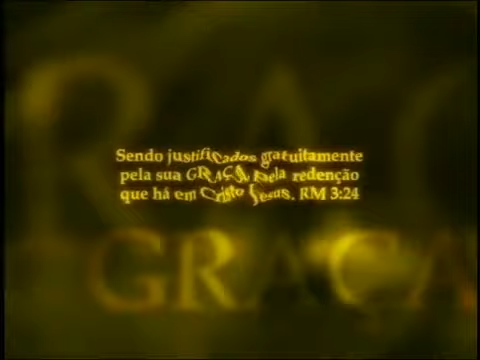 Sendo justificados gratuitamente
pela sua GRAÇA, pela redenção
que há em Cristo Jesus. RM 3:24
GRAÇA